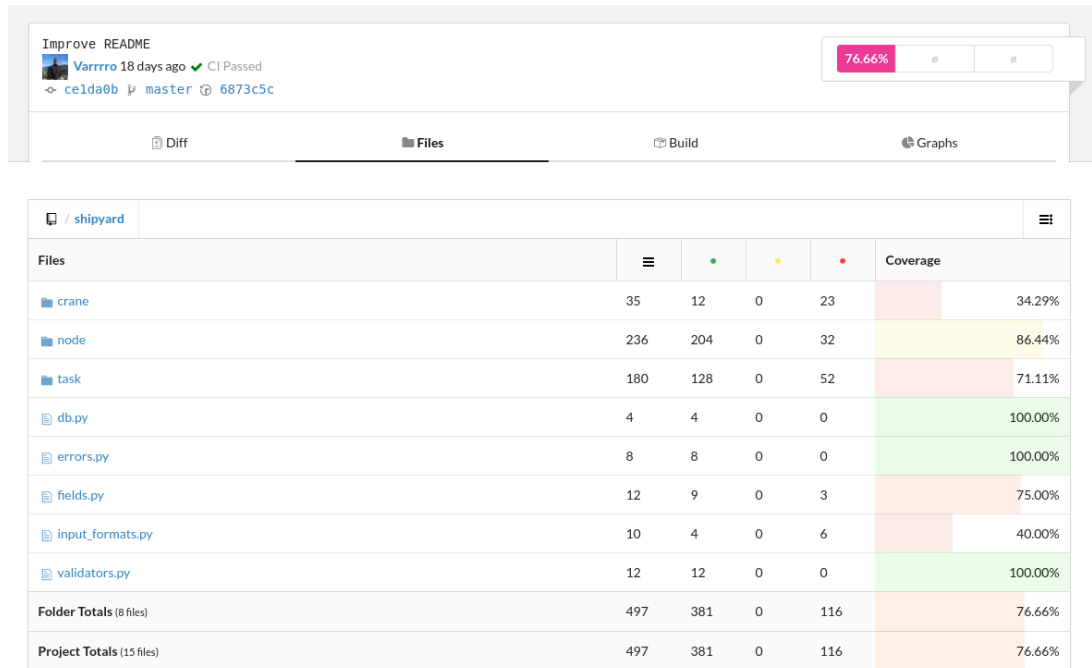 Improve README
Varrrro 18 days ago CI Passed
ce1da0b master 6873c5c
76.66% ø ø
Diff Files Build Graphs
/ shipyard
Files Coverage
crane 35 12 0 23 34.29%
node 236 204 0 32 86.44%
task 180 128 0 52 71.11%
db.py 4 4 0 0 100.00%
errors.py 8 8 0 0 100.00%
fields.py 12 9 0 3 75.00%
input_formats.py 10 4 0 6 40.00%
validators.py 12 12 0 0 100.00%
Folder Totals (8 files) 497 381 0 116 76.66%
Project Totals (15 files) 497 381 0 116 76.66%